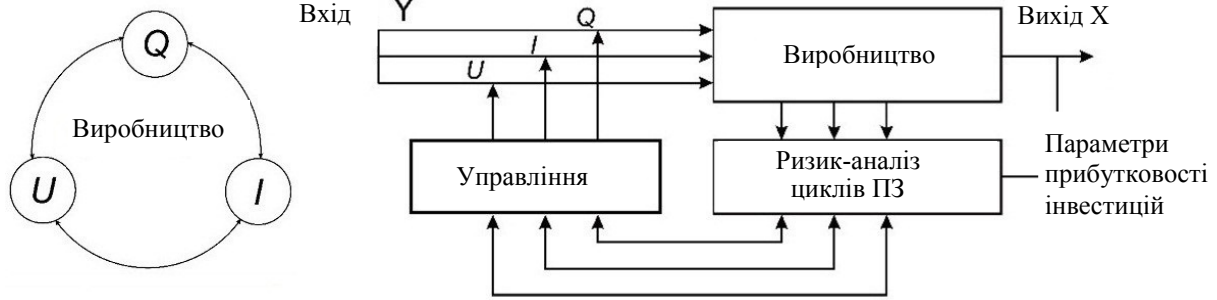 Q
Виробництво
U
I
Вхід
Y
Q
I
U
Виробництво
Вихід X
Управління
Ризик-аналіз
циклів ПЗ
Параметри
прибутковості
інвестицій